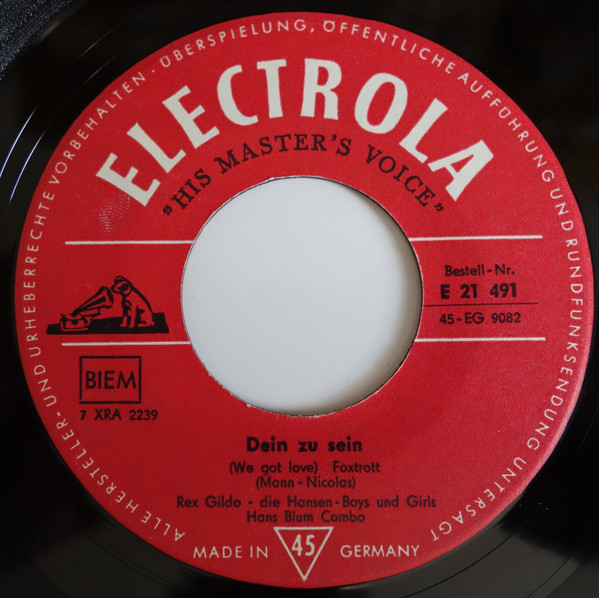 ALLE HERSTELLER- UND URHEBERRECHTE VORBEHALTEN · ÜBERSPIELUNG, ÖFFENTLICHE AUFFÜHRUNG UND RUNDFUNKSENDUNG UNTERSAGT
ELECTROLA
„HIS MASTER'S VOICE"
Bestell-Nr.
E 21 491
45-EG 9082
BIEM
7 XRA 2239
Dein zu sein
(We got love) Foxtrott
(Mann-Nicolas)
Rex Gildo - die Hansen-Boys und Girls
Hans Blum Combo
MADE IN 45 GERMANY